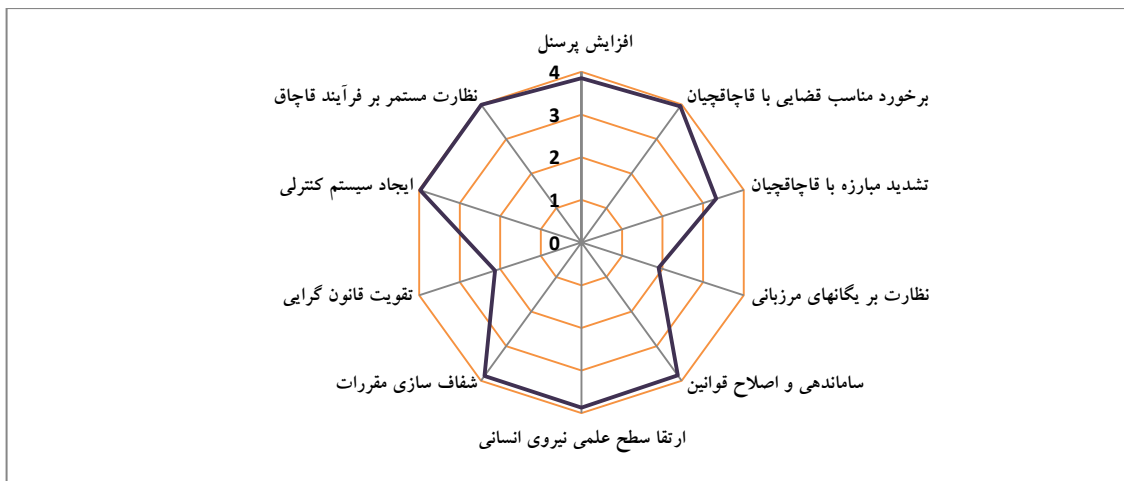 افزایش پرسنل
برخورد مناسب قضایی با قاچاقچیان
تشدید مبارزه با قاچاقچیان
نظارت بر یگانهای مرزبانی
ساماندهی و اصلاح قوانین
ارتقا سطح علمی نیروی انسانی
شفاف سازی مقررات
تقویت قانون گرایی
ایجاد سیستم کنترلی
نظارت مستمر بر فرآیند قاچاق
4
3
2
1
0